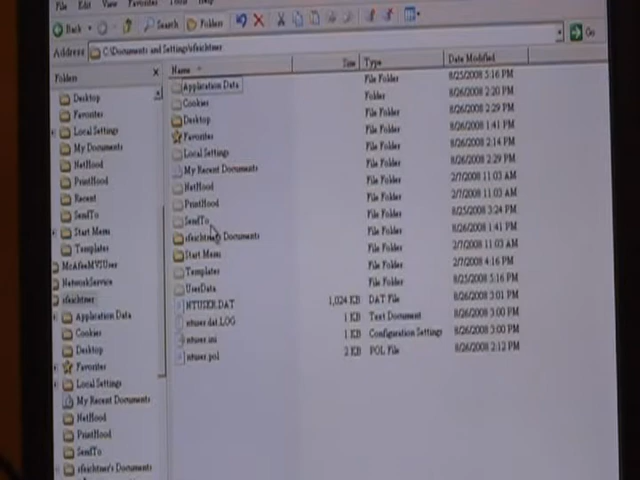 File Edit View Favorites Tools Help
Back Search Folders
Address C:\Documents and Settings\sfeichtner Go
Folders
Name Size Type Date Modified
Application Data File Folder 8/25/2008 5:16 PM
Cookies Folder 8/26/2008 2:20 PM
Desktop File Folder 8/26/2008 2:29 PM
Favorites File Folder 8/26/2008 1:41 PM
Local Settings File Folder 8/26/2008 2:14 PM
My Recent Documents File Folder 8/26/2008 2:29 PM
NetHood File Folder 2/7/2008 11:03 AM
PrintHood File Folder 2/7/2008 11:03 AM
SendTo File Folder 8/25/2008 3:24 PM
sfeichtner's Documents File Folder 8/26/2008 1:41 PM
Start Menu File Folder 2/7/2008 11:03 AM
Templates File Folder 2/7/2008 4:16 PM
UserData File Folder 8/25/2008 5:16 PM
NTUSER.DAT 1,024 KB DAT File 8/26/2008 3:01 PM
ntuser.dat.LOG 1 KB Text Document 8/26/2008 3:00 PM
ntuser.ini 1 KB Configuration Settings 8/26/2008 3:00 PM
ntuser.pol 2 KB POL File 8/26/2008 2:12 PM
Desktop
Favorites
Local Settings
My Documents
NetHood
PrintHood
Recent
SendTo
Start Menu
Templates
McAfeeMVSUser
NetworkService
sfeichtner
Application Data
Cookies
Desktop
Favorites
Local Settings
My Recent Documents
NetHood
PrintHood
SendTo
sfeichtner's Documents